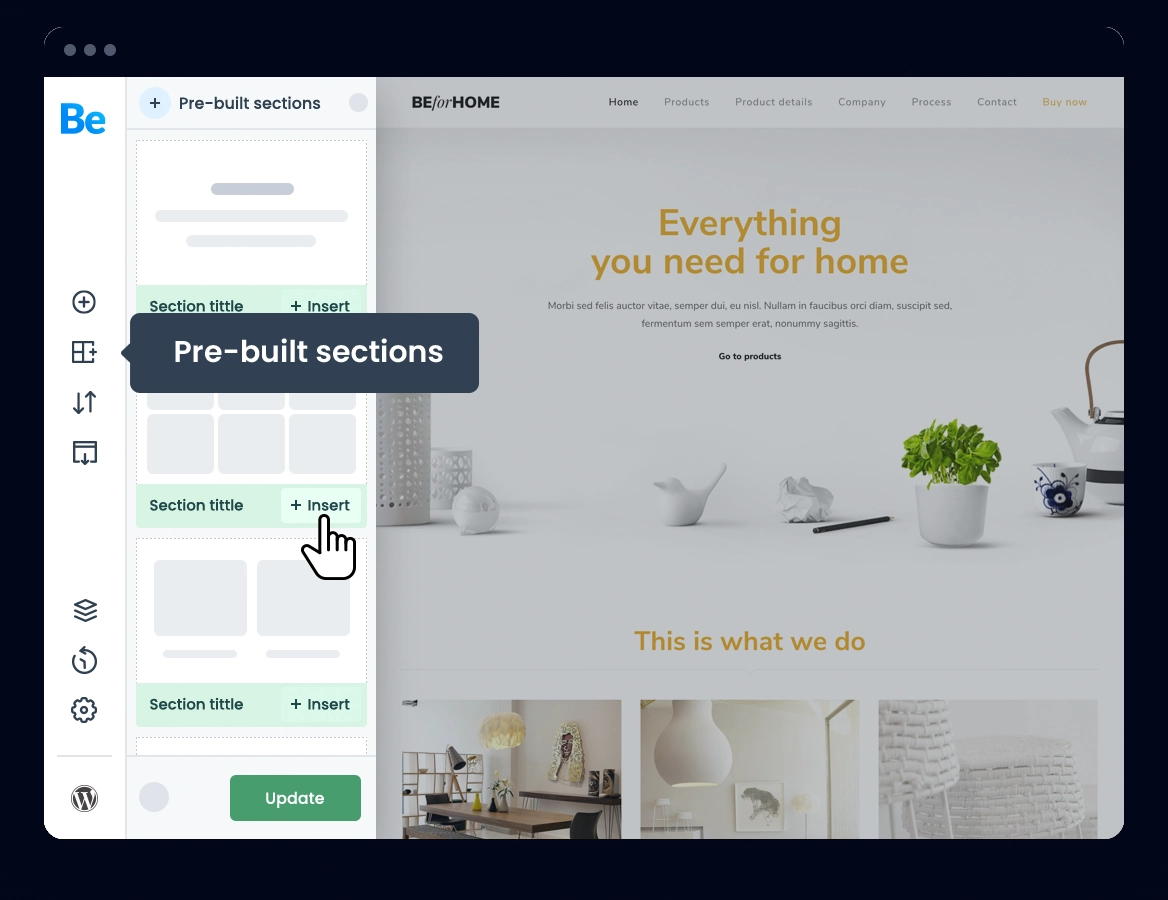 Be
Pre-built sections
Section tittle
+ Insert
Pre-built sections
Section tittle
+ Insert
Section tittle
+ Insert
Update
BEforHOME
Home Products Product details Company Process Contact Buy now
Everything
you need for home
Morbi sed felis auctor vitae, semper dui, eu nisl. Nullam in faucibus orci diam, suscipit sed,
fermentum sem semper erat, nonummy sagittis.
Go to products
This is what we do